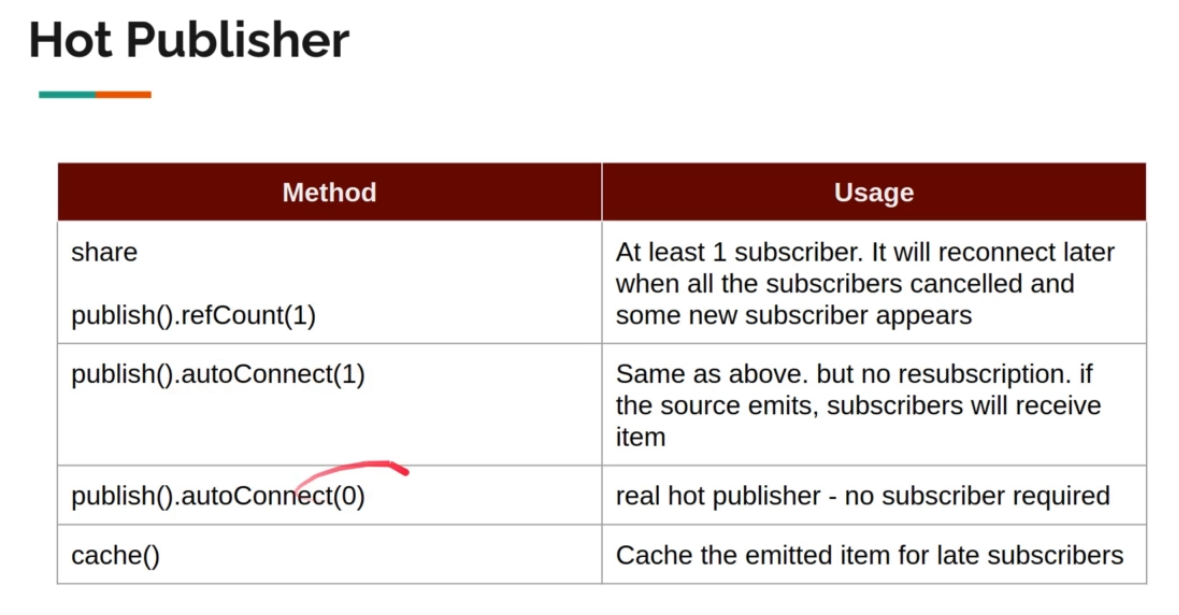 Hot Publisher
Method
Usage
share
publish().refCount(1)
At least 1 subscriber. It will reconnect later
when all the subscribers cancelled and
some new subscriber appears
publish().autoConnect(1)
Same as above. but no resubscription. if
the source emits, subscribers will receive
item
publish().autoConnect(0)
real hot publisher - no subscriber required
cache()
Cache the emitted item for late subscribers